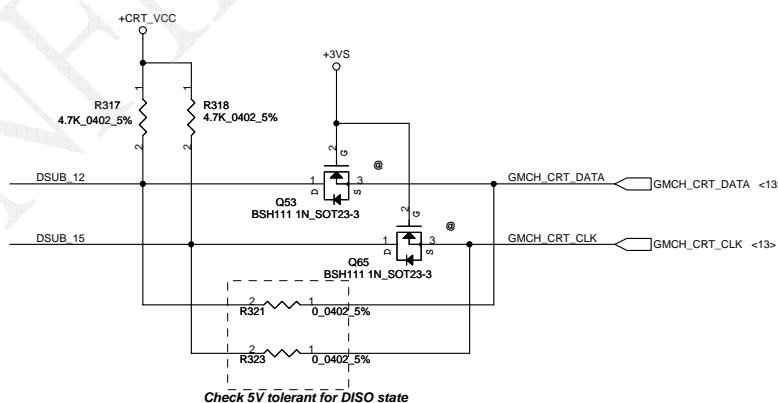 +CRT_VCC
+3VS
1
1
R317
4.7K_0402_5%
R318
4.7K_0402_5%
2
2
2
G
@
DSUB_12
1
3
GMCH_CRT_DATA
GMCH_CRT_DATA <13
D
S
Q53
BSH111 1N_SOT23-3
2
G
@
DSUB_15
1
3
GMCH_CRT_CLK
GMCH_CRT_CLK <13>
D
S
Q65
BSH111 1N_SOT23-3
2
1
R321
0_0402_5%
2
1
R323
0_0402_5%
Check 5V tolerant for DISO state